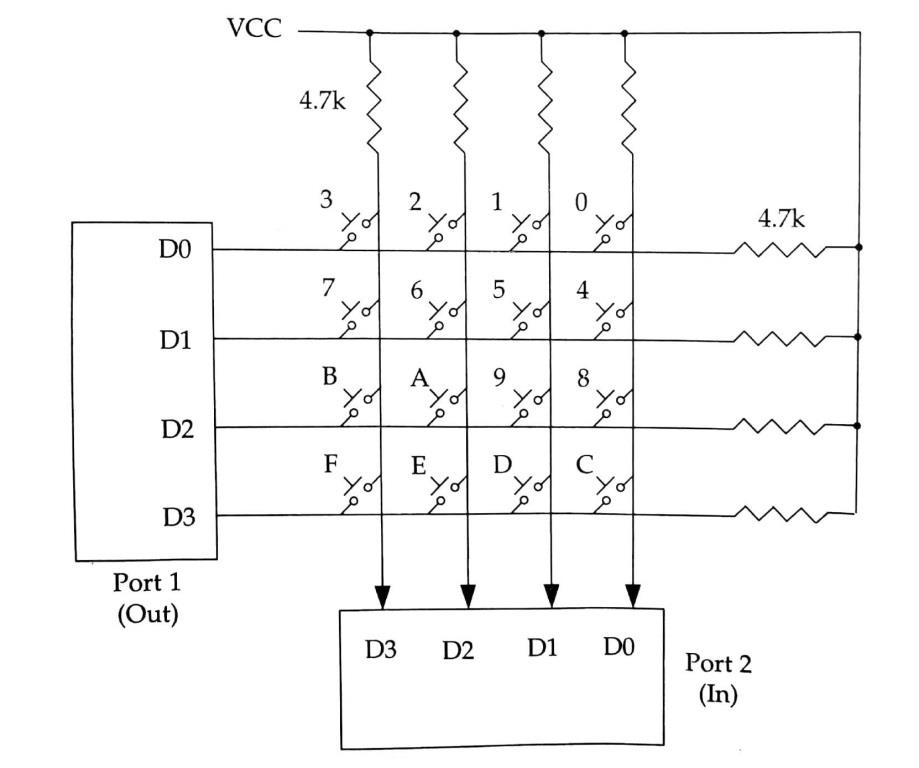 VCC
4.7k
3 2 1 0
4.7k
D0
7 6 5 4
D1
B A 9 8
D2
F E D C
D3
Port 1
(Out)
D3 D2 D1 D0
Port 2
(In)